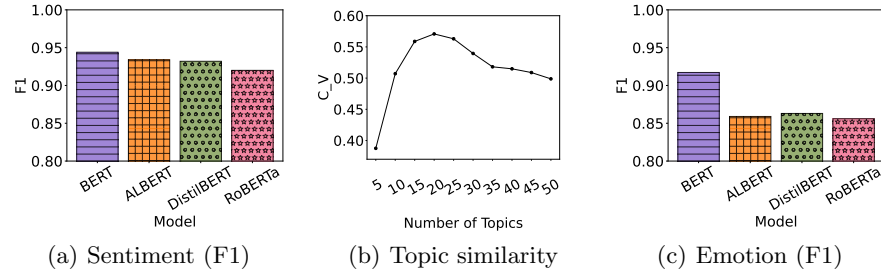 1.00
0.95
0.90
0.85
0.80
F1
BERT
ALBERT
DistilBERT
RoBERTa
Model
(a) Sentiment (F1)
0.60
0.55
0.50
0.40
C_V
5
10
15
20
25
30
35
40
45
50
Number of Topics
(b) Topic similarity
1.00
0.95
0.90
0.85
0.80
F1
BERT
ALBERT
DistilBERT
RoBERTa
Model
(c) Emotion (F1)